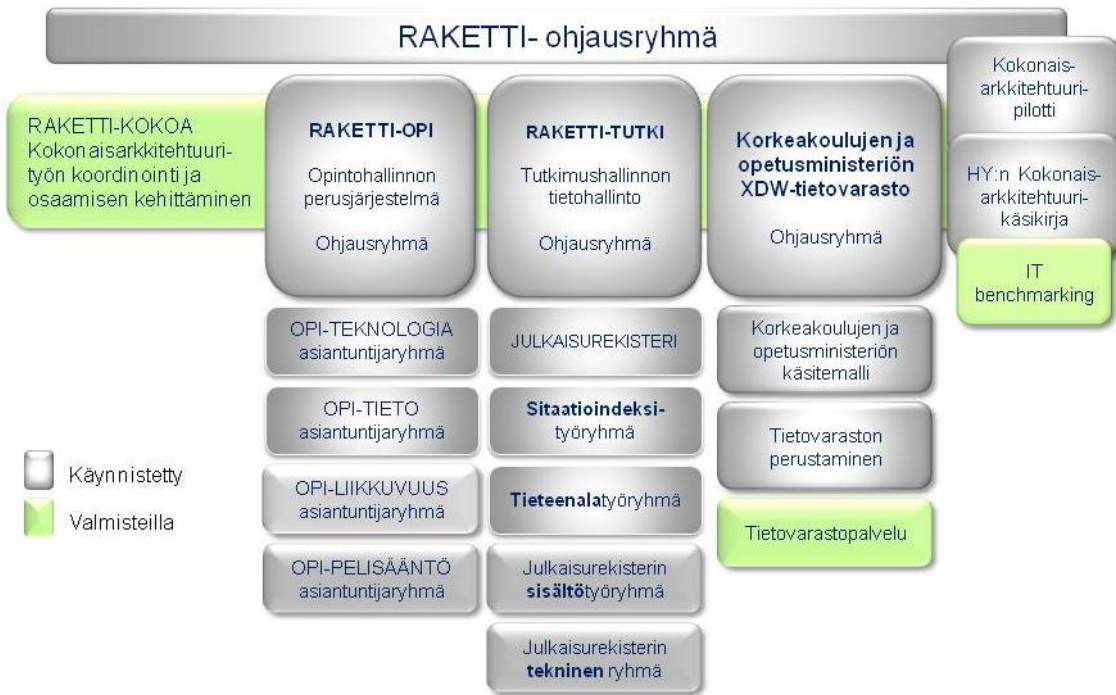 RAKETTI- ohjausryhmä
RAKETTI-KOKOA
Kokonaisarkkitehtuuri-
työn koordinointi ja
osaamisen kehittäminen
RAKETTI-OPI
Opintohallinnon
perusjärjestelmä
Ohjausryhmä
RAKETTI-TUTKI
Tutkimushallinnon
tietohallinto
Ohjausryhmä
Korkeakoulujen ja
opetusministeriön
XDW-tietovarasto
Ohjausryhmä
Kokonais-
arkkitehtuuri-
pilotti
HY:n Kokonais-
arkkitehtuuri-
käsikirja
IT
benchmarking
OPI-TEKNOLOGIA
asiantuntijaryhmä
OPI-TIETO
asiantuntijaryhmä
OPI-LIIKKUVUUS
asiantuntijaryhmä
OPI-PELISÄÄNTÖ
asiantuntijaryhmä
JULKAISUREKISTERI
Sitaatioindeksi-
työryhmä
Tieteenalatyöryhmä
Julkaisurekisterin
sisältötyöryhmä
Julkaisurekisterin
tekninen ryhmä
Korkeakoulujen ja
opetusministeriön
käsitemalli
Tietovaraston
perustaminen
Tietovarastopalvelu
Käynnistetty
Valmisteilla